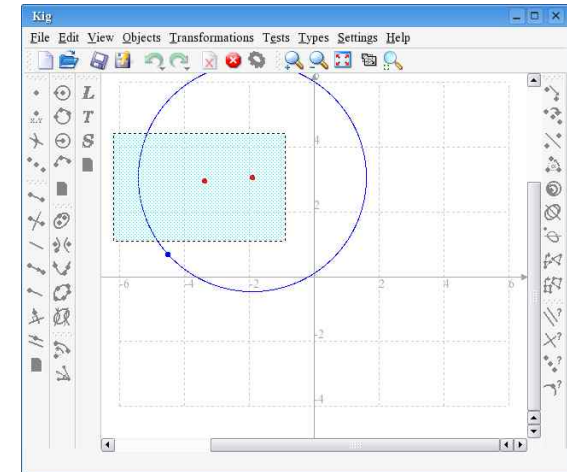 Kig
File Edit View Objects Transformations Tests Types Settings Help
L
X,Y T
S
6
4
2
-6 -4 -2 2 4 6
-2
-4